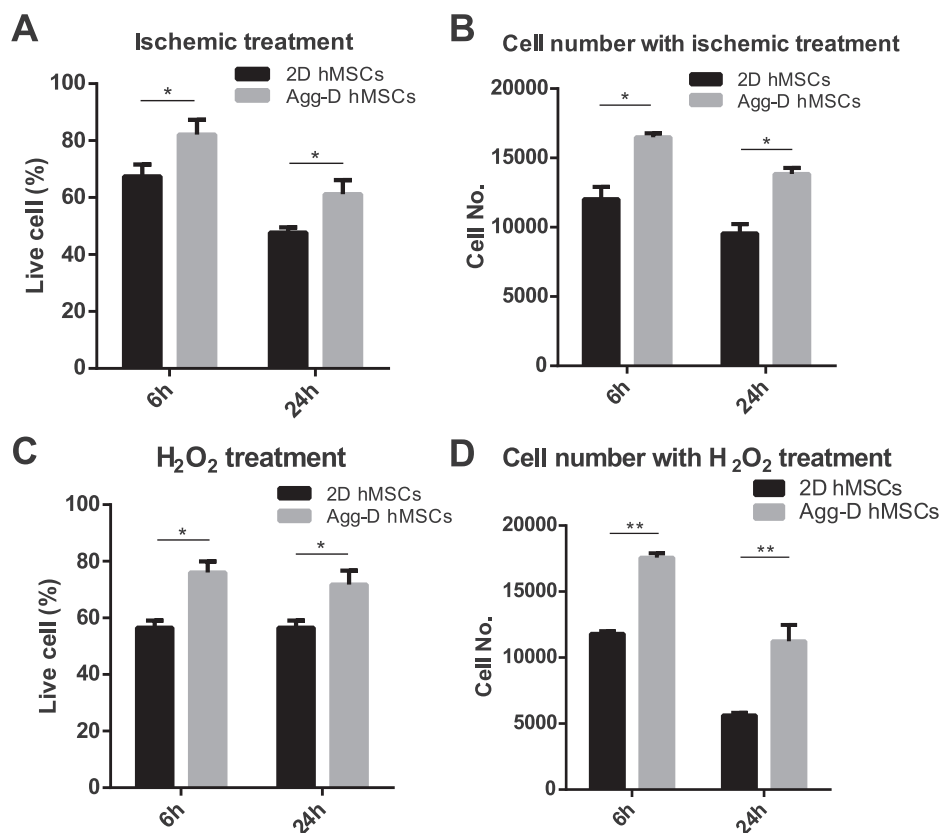 A
Ischemic treatment
2D hMSCs
Agg-D hMSCs
100
80
60
40
20
0
Live cell (%)
*
*
6h
24h
B
Cell number with ischemic treatment
2D hMSCs
Agg-D hMSCs
20000
15000
10000
5000
0
Cell No.
*
*
6h
24h
C
H₂O₂ treatment
2D hMSCs
Agg-D hMSCs
100
80
60
40
20
0
Live cell (%)
*
*
6h
24h
D
Cell number with H₂O₂ treatment
2D hMSCs
Agg-D hMSCs
20000
15000
10000
5000
0
Cell No.
**
**
6h
24h